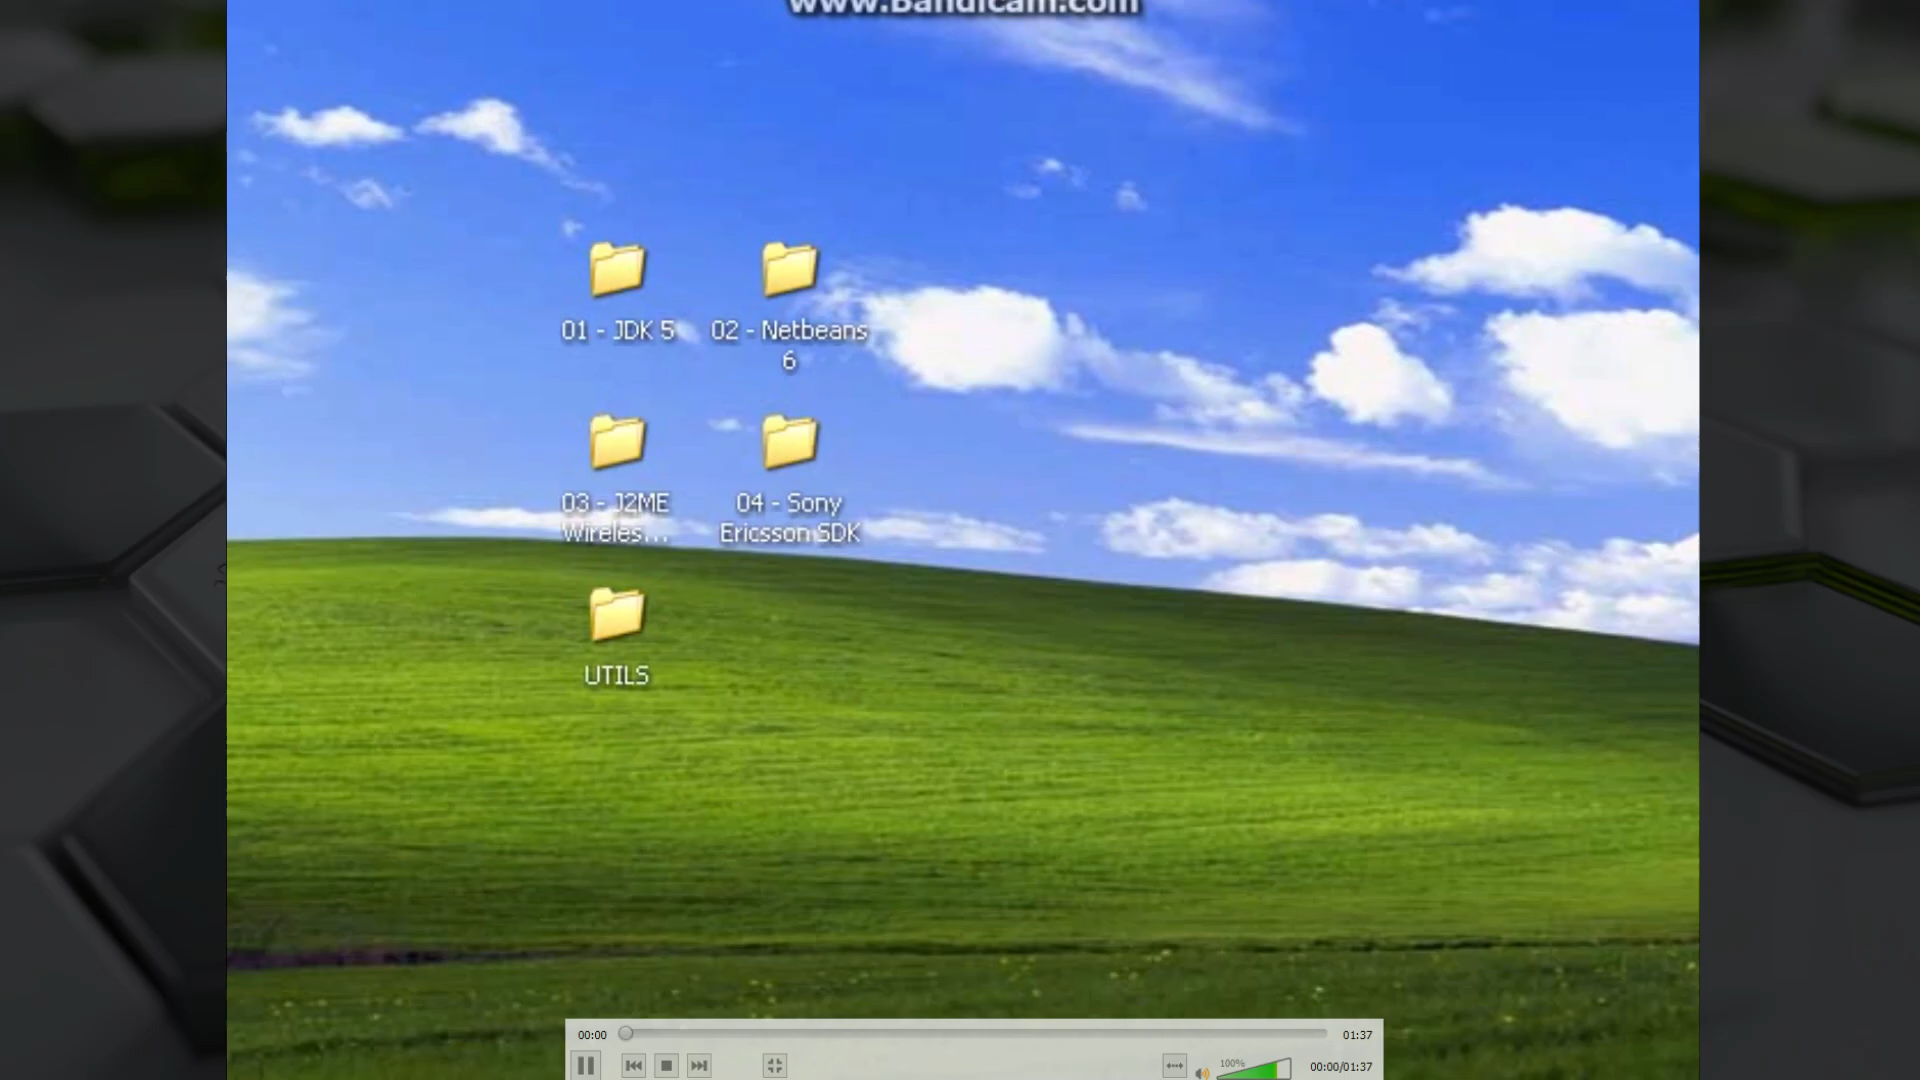 www.Bandicam.com
01 - JDK 5
02 - Netbeans
6
03 - J2ME
Wireles...
04 - Sony
Ericsson SDK
UTILS
00:00
01:37
100%
00:00/01:37